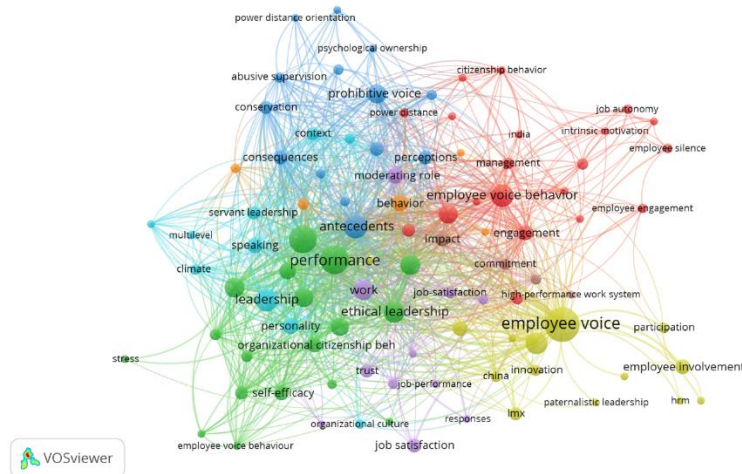 power distance orientation
psychological ownership
abusive supervision
citizenship behavior
prohibitive voice
conservation
power distance
job autonomy
context
india
intrinsic motivation
employee silence
consequences
perceptions
management
moderating role
employee voice behavior
behavior
servant leadership
employee engagement
antecedents
multilevel
speaking
impact
engagement
performance
climate
commitment
work
job-satisfaction
high-performance work system
leadership
ethical leadership
personality
employee voice
participation
organizational citizenship beh
stress
trust
innovation
employee involvement
china
job-performance
self-efficacy
paternalistic leadership
hrm
lmx
responses
organizational culture
employee voice behaviour
job satisfaction
VOSviewer